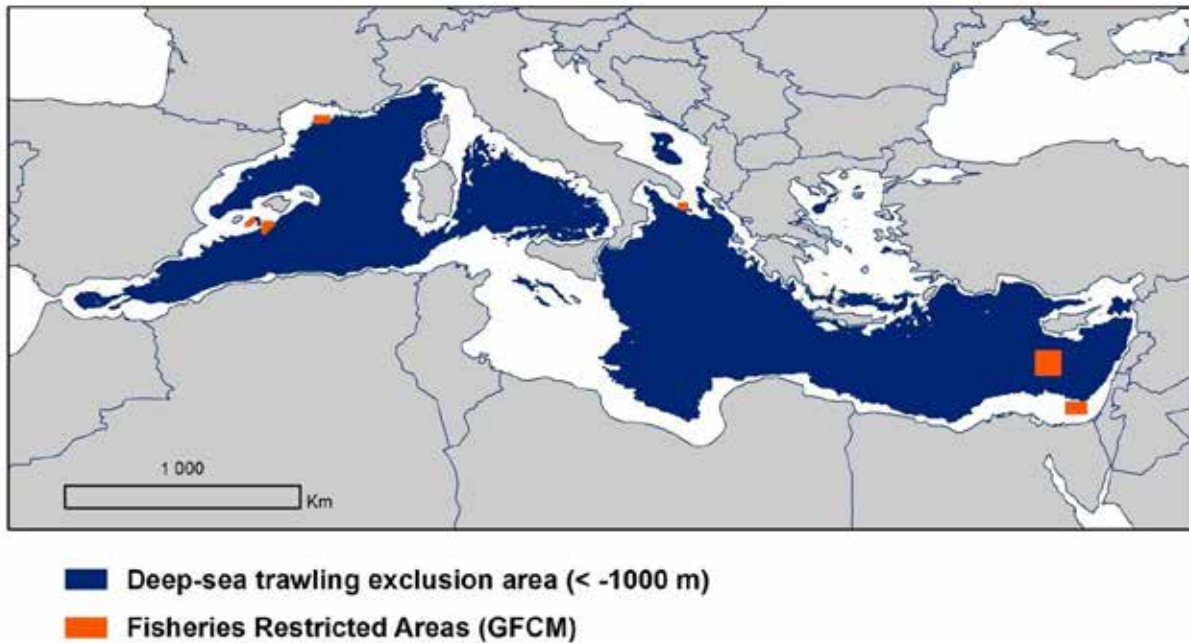 1 000
Km
Deep-sea trawling exclusion area (< -1000 m)
Fisheries Restricted Areas (GFCM)